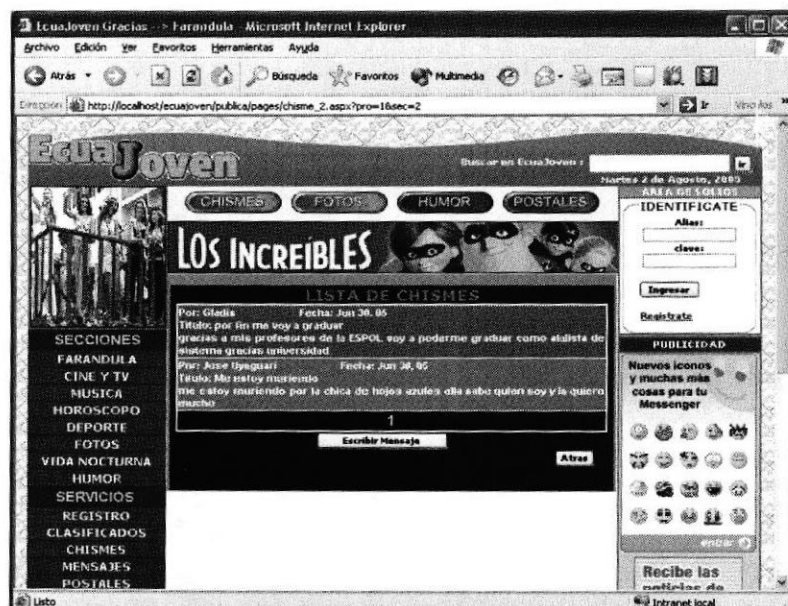 EcuaJoven Gracias --> Farandula - Microsoft Internet Explorer
Archivo Edición Ver Favoritos Herramientas Ayuda
Atrás Búsqueda Favoritos Multimedia
Dirección http://localhost/ecuajoven/publica/pages/chisme_2.aspx?pro=16&sec=2 Ir Vínculos »
EcuaJoven
Buscar en EcuaJoven : Ir
Martes 2 de Agosto, 2005
CHISMES FOTOS HUMOR POSTALES
LOS INCREÍBLES
LISTA DE CHISMES
Por: Gladis Fecha: Jun 30, 05
Titulo: por fin me voy a graduar
gracias a mis profesores de la ESPOL voy a poderme graduar como
sistema gracias universidad
Por: Jose Uyaguari Fecha: Jun 30, 05
Titulo: Me estoy muriendo
me estoy muriendo por la chica de hojos azules ella sabe quien soy y la quiero
mucho
1
Escribir Mensaje
Atras
SECCIONES
FARANDULA
CINE Y TV
MUSICA
HOROSCOPO
DEPORTE
FOTOS
VIDA NOCTURNA
HUMOR
SERVICIOS
REGISTRO
CLASIFICADOS
CHISMES
MENSAJES
POSTALES
AREA DE SOCIOS
IDENTIFICATE
Alias:
clave:
Ingresar
Registrate
PUBLICIDAD
Nuevos iconos
y muchas más
cosas para tu
Messenger
entrar
Recibe las
noticias de
Listo Intranet local